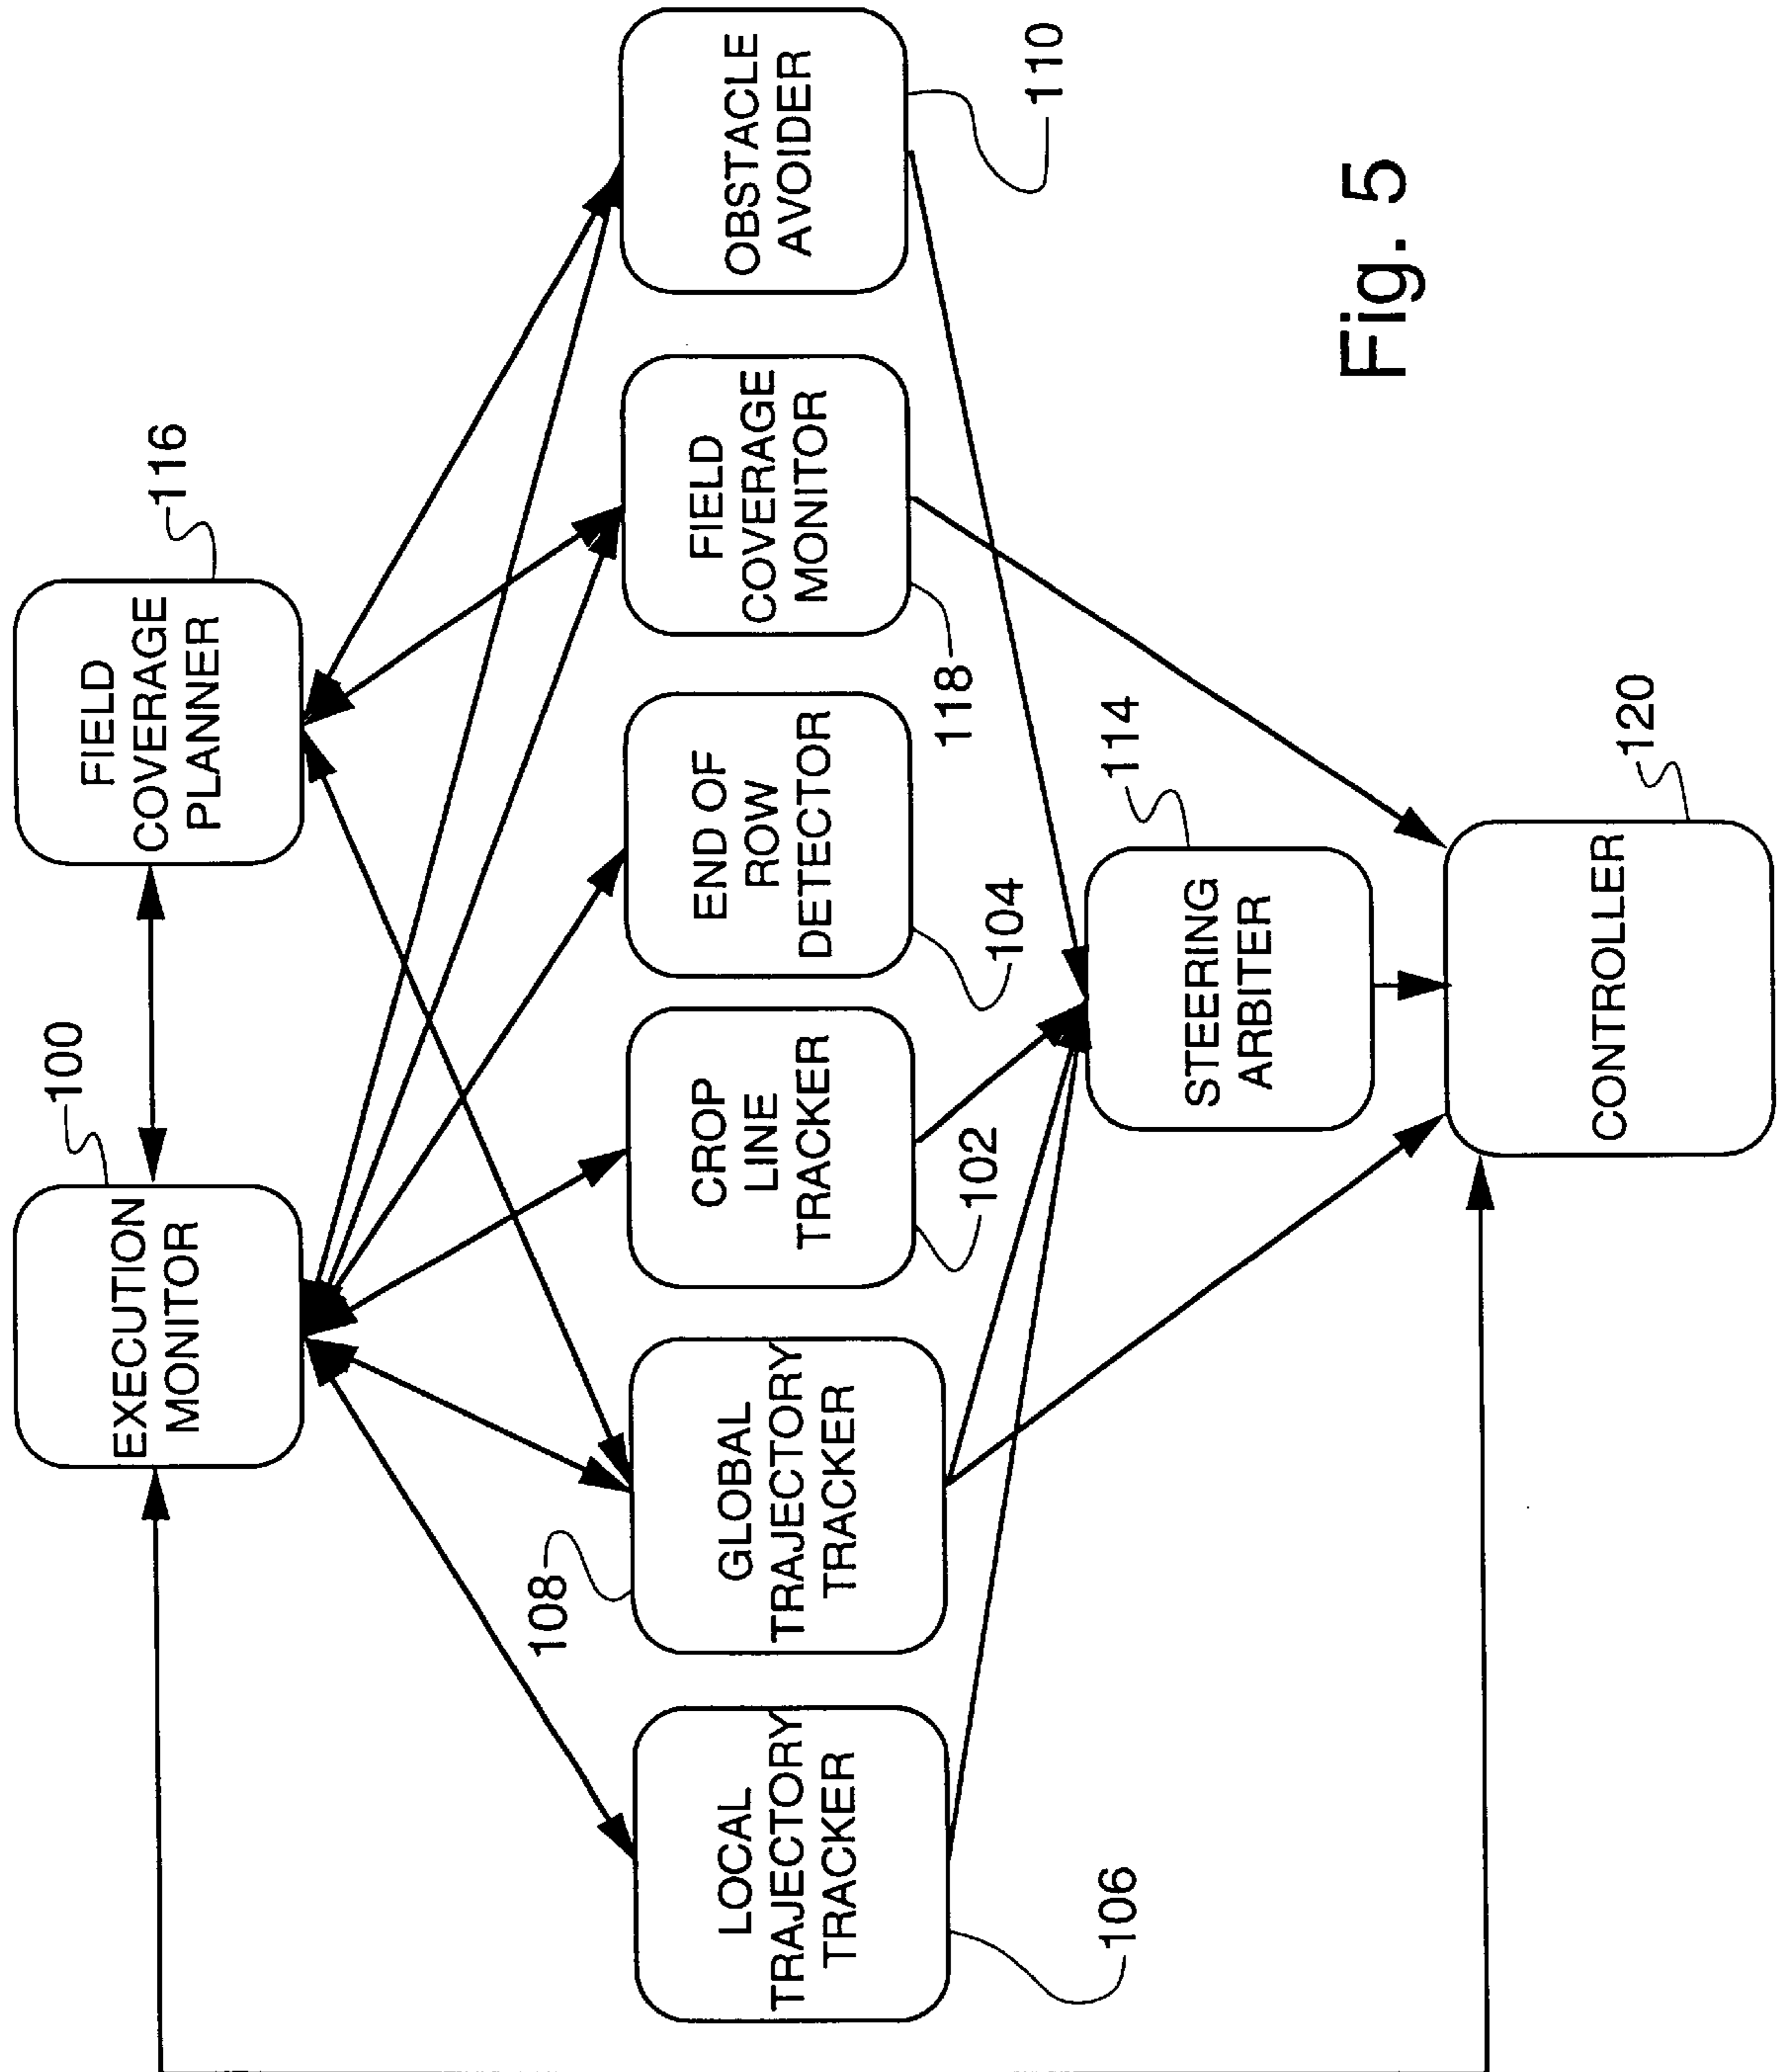 EXECUTION
MONITOR
100
FIELD
COVERAGE
PLANNER
116
LOCAL
TRAJECTORY
TRACKER
106
GLOBAL
TRAJECTORY
TRACKER
108
CROP
LINE
TRACKER
102
END OF
ROW
DETECTOR
104
FIELD
COVERAGE
MONITOR
118
OBSTACLE
AVOIDER
110
STEERING
ARBITER
114
CONTROLLER
120
Fig. 5